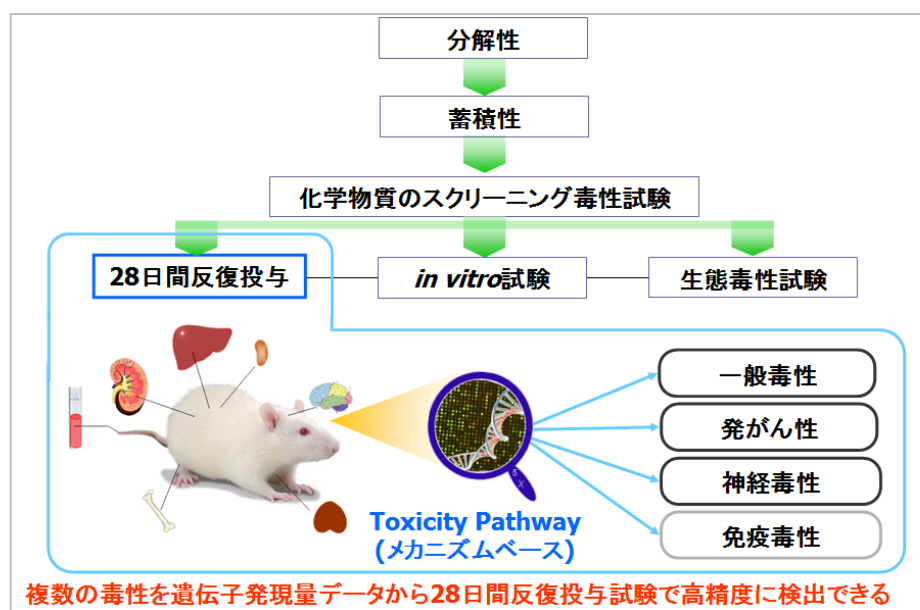 分解性
蓄積性
化学物質のスクリーニング毒性試験
28日間反復投与
in vitro試験
生態毒性試験
一般毒性
発がん性
神経毒性
免疫毒性
5X
Toxicity Pathway
(メカニズムベース)
複数の毒性を遺伝子発現量データから28日間反復投与試験で高精度に検出できる